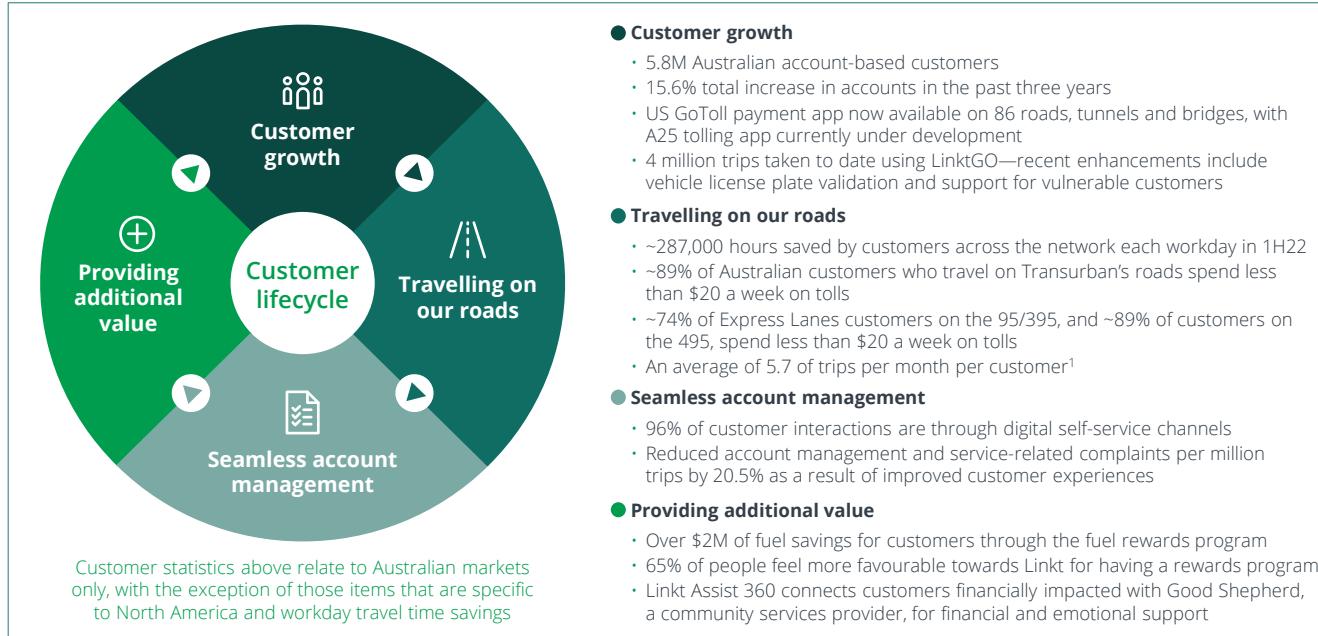 Customer
growth
Providing
additional
value
Customer
lifecycle
Travelling on
our roads
Seamless account
management
Customer statistics above relate to Australian markets
only, with the exception of those items that are specific
to North America and workday travel time savings
Customer growth
• 5.8M Australian account-based customers
• 15.6% total increase in accounts in the past three years
• US GoToll payment app now available on 86 roads, tunnels and bridges, with
A25 tolling app currently under development
• 4 million trips taken to date using LinktGO—recent enhancements include
vehicle license plate validation and support for vulnerable customers
Travelling on our roads
• ~287,000 hours saved by customers across the network each workday in 1H22
• ~89% of Australian customers who travel on Transurban’s roads spend less
than $20 a week on tolls
• ~74% of Express Lanes customers on the 95/395, and ~89% of customers on
the 495, spend less than $20 a week on tolls
• An average of 5.7 of trips per month per customer1
Seamless account management
• 96% of customer interactions are through digital self-service channels
• Reduced account management and service-related complaints per million
trips by 20.5% as a result of improved customer experiences
Providing additional value
• Over $2M of fuel savings for customers through the fuel rewards program
• 65% of people feel more favourable towards Linkt for having a rewards program
• Linkt Assist 360 connects customers financially impacted with Good Shepherd,
a community services provider, for financial and emotional support